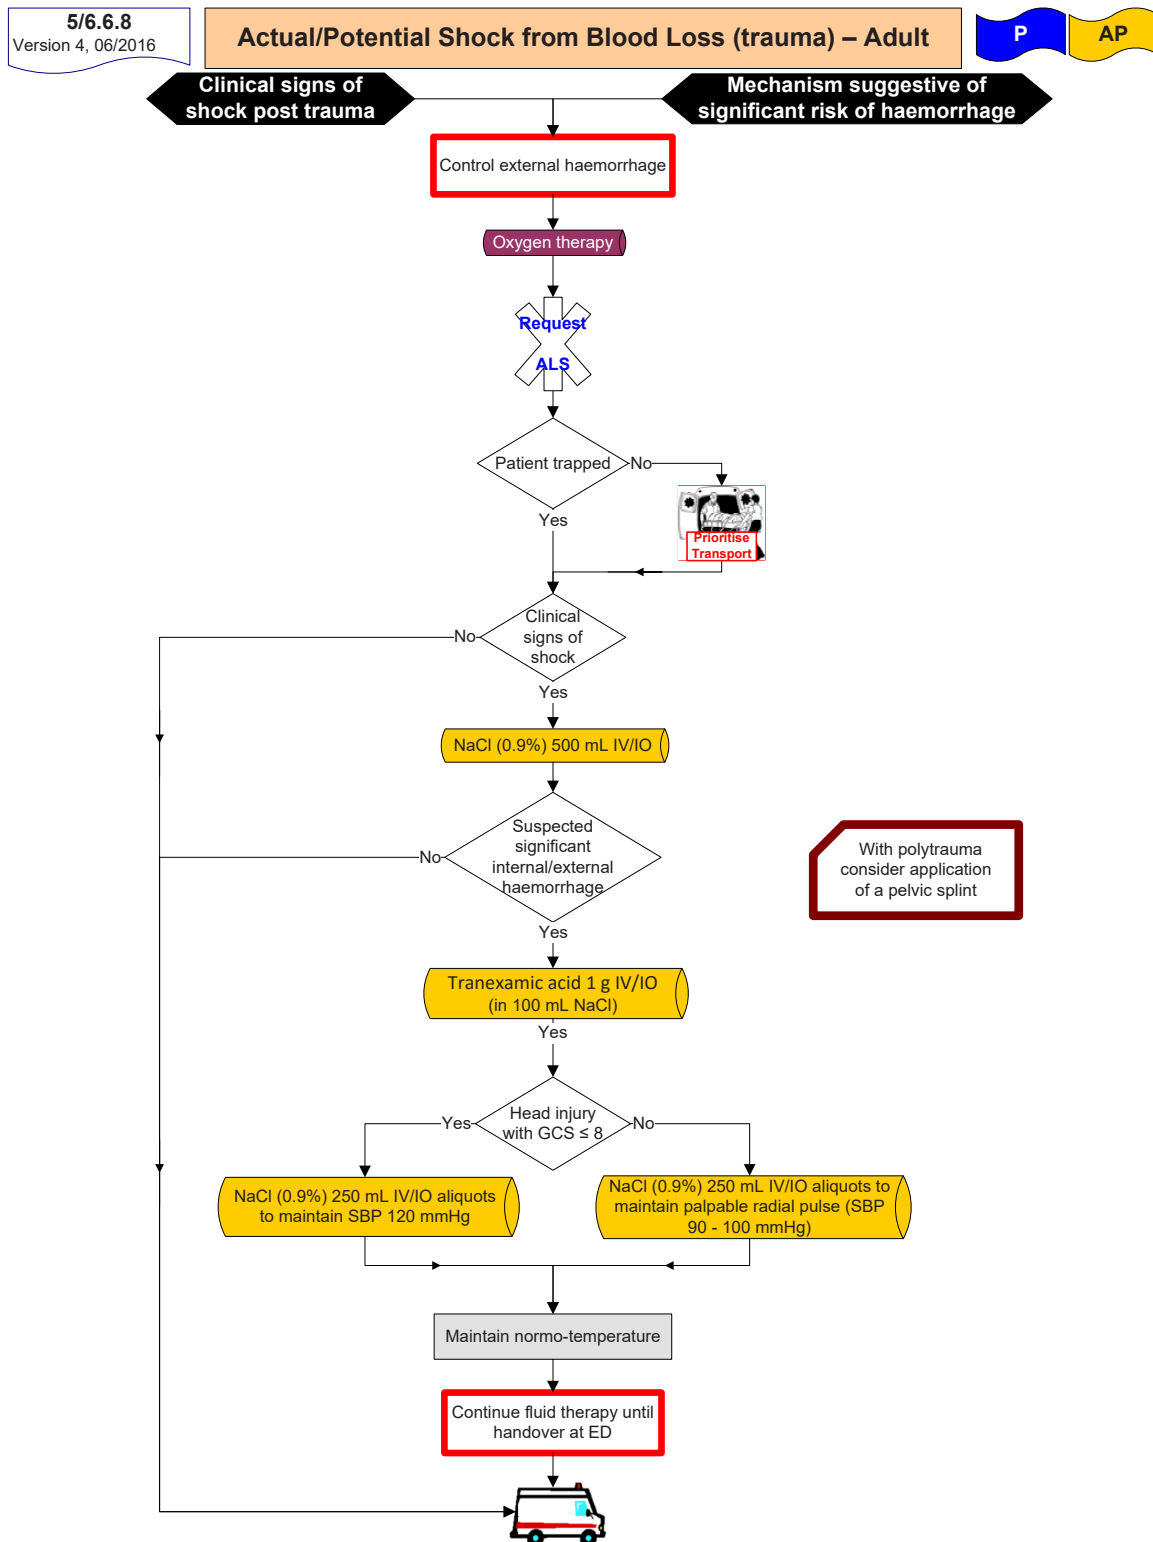 5/6.6.8
Version 4, 06/2016
Actual/Potential Shock from Blood Loss (trauma) – Adult
P
AP
Clinical signs of
shock post trauma
Mechanism suggestive of
significant risk of haemorrhage
Control external haemorrhage
Oxygen therapy
Request
ALS
Patient trapped
No
Prioritise
Transport
Yes
Clinical
signs of
shock
No
Yes
NaCl (0.9%) 500 mL IV/IO
Suspected
significant
internal/external
haemorrhage
No
With polytrauma
consider application
of a pelvic splint
Yes
Tranexamic acid 1 g IV/IO
(in 100 mL NaCl)
Yes
Head injury
with GCS ≤ 8
Yes
No
NaCl (0.9%) 250 mL IV/IO aliquots
to maintain SBP 120 mmHg
NaCl (0.9%) 250 mL IV/IO aliquots to
maintain palpable radial pulse (SBP
90 - 100 mmHg)
Maintain normo-temperature
Continue fluid therapy until
handover at ED